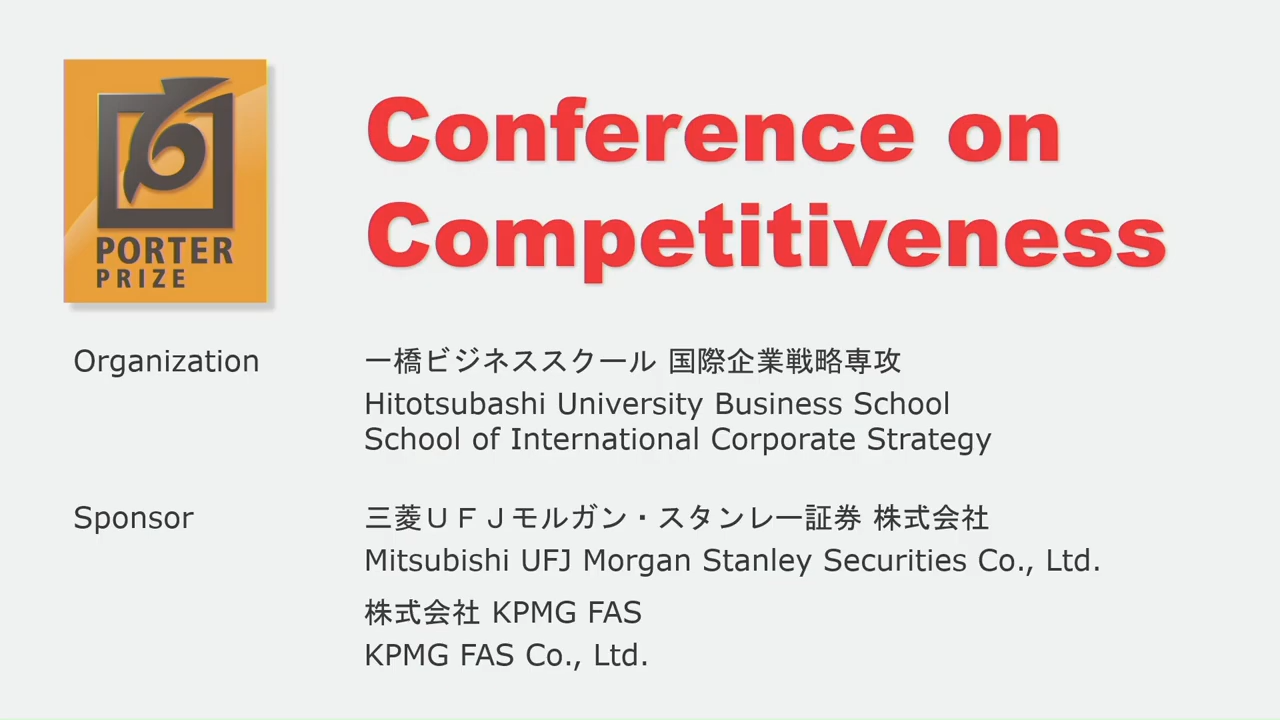 PORTER
PRIZE
Conference on
Competitiveness
Organization
一橋ビジネススクール 国際企業戦略専攻
Hitotsubashi University Business School
School of International Corporate Strategy
Sponsor
三菱ＵＦＪモルガン・スタンレー証券 株式会社
Mitsubishi UFJ Morgan Stanley Securities Co., Ltd.
株式会社 KPMG FAS
KPMG FAS Co., Ltd.